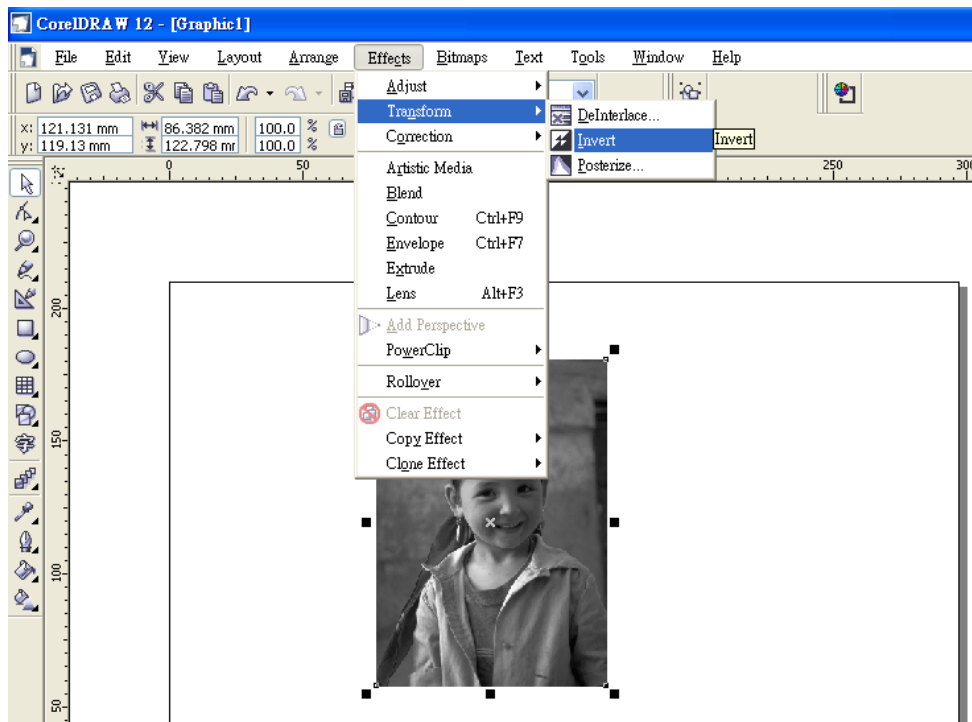 CorelDRAW 12 - [Graphic1]
File Edit View Layout Arrange Effects Bitmaps Text Tools Window Help
x: 121.131 mm 86.382 mm 100.0 %
y: 119.13 mm 122.798 mr 100.0 %
Adjust
Transform
Correction
Artistic Media
Blend
Contour Ctrl+F9
Envelope Ctrl+F7
Extrude
Lens Alt+F3
Add Perspective
PowerClip
Rollover
Clear Effect
Copy Effect
Clone Effect
DeInterlace...
Invert
Posterize...
Invert
0 50 250 300
200
150
100
50
字